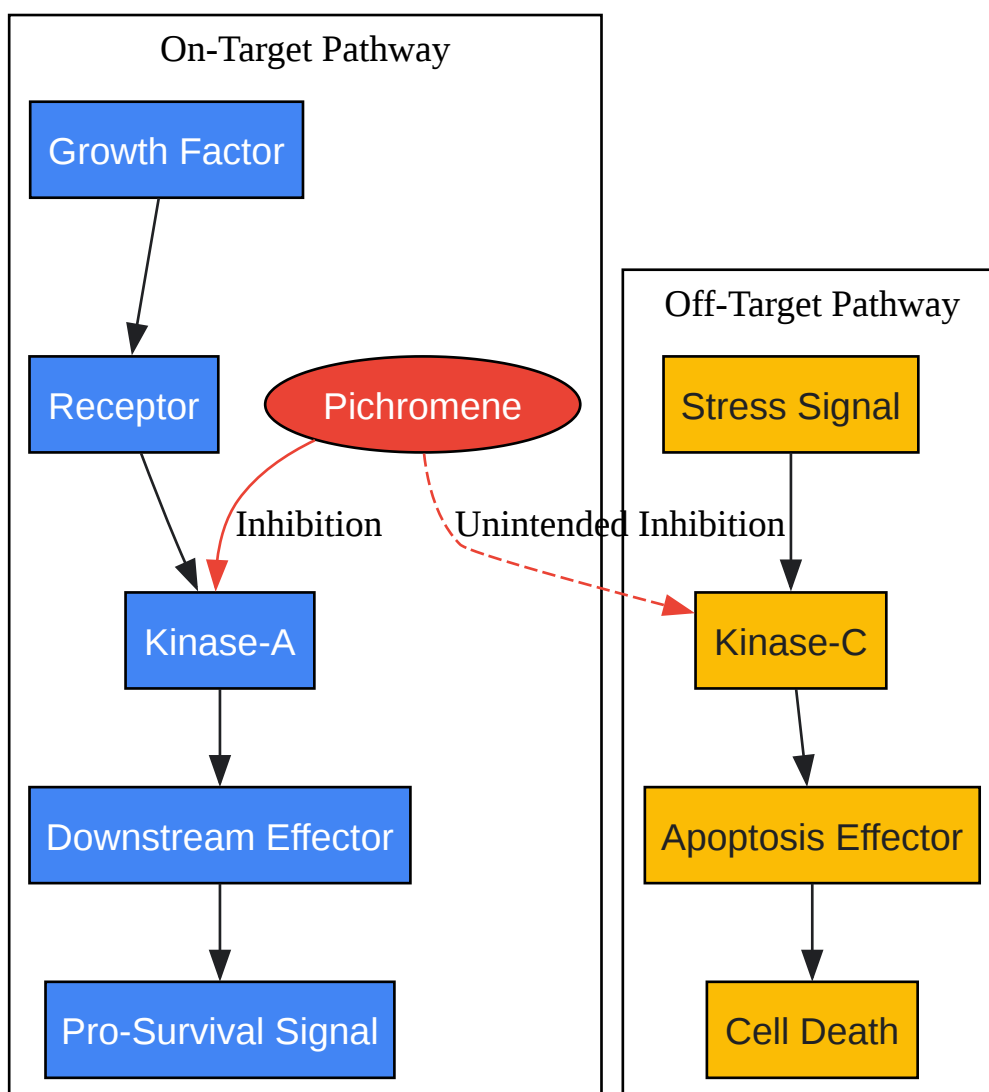 On-Target Pathway
Growth Factor
Receptor
Pichromene
Inhibition
Unintended Inhibition
Kinase-A
Downstream Effector
Pro-Survival Signal
Off-Target Pathway
Stress Signal
Kinase-C
Apoptosis Effector
Cell Death